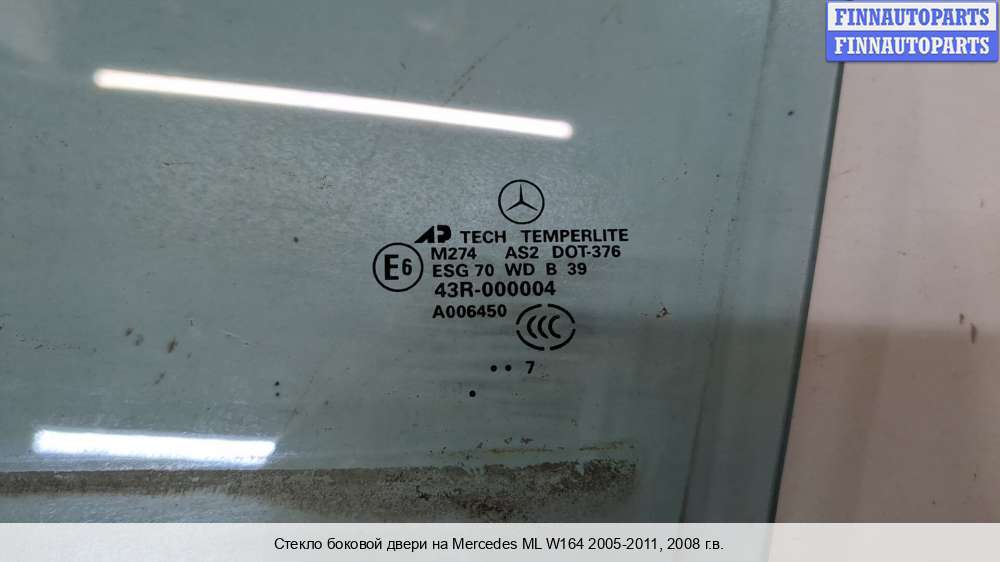 FINNAUTOPARTS
FINNAUTOPARTS
AP TECH TEMPERLITE
M274 AS2 DOT-376
ESG 70 WD B 39
E6
43R-000004
A006450
CCC
•• 7
•
Стекло боковой двери на Mercedes ML W164 2005-2011, 2008 г.в.